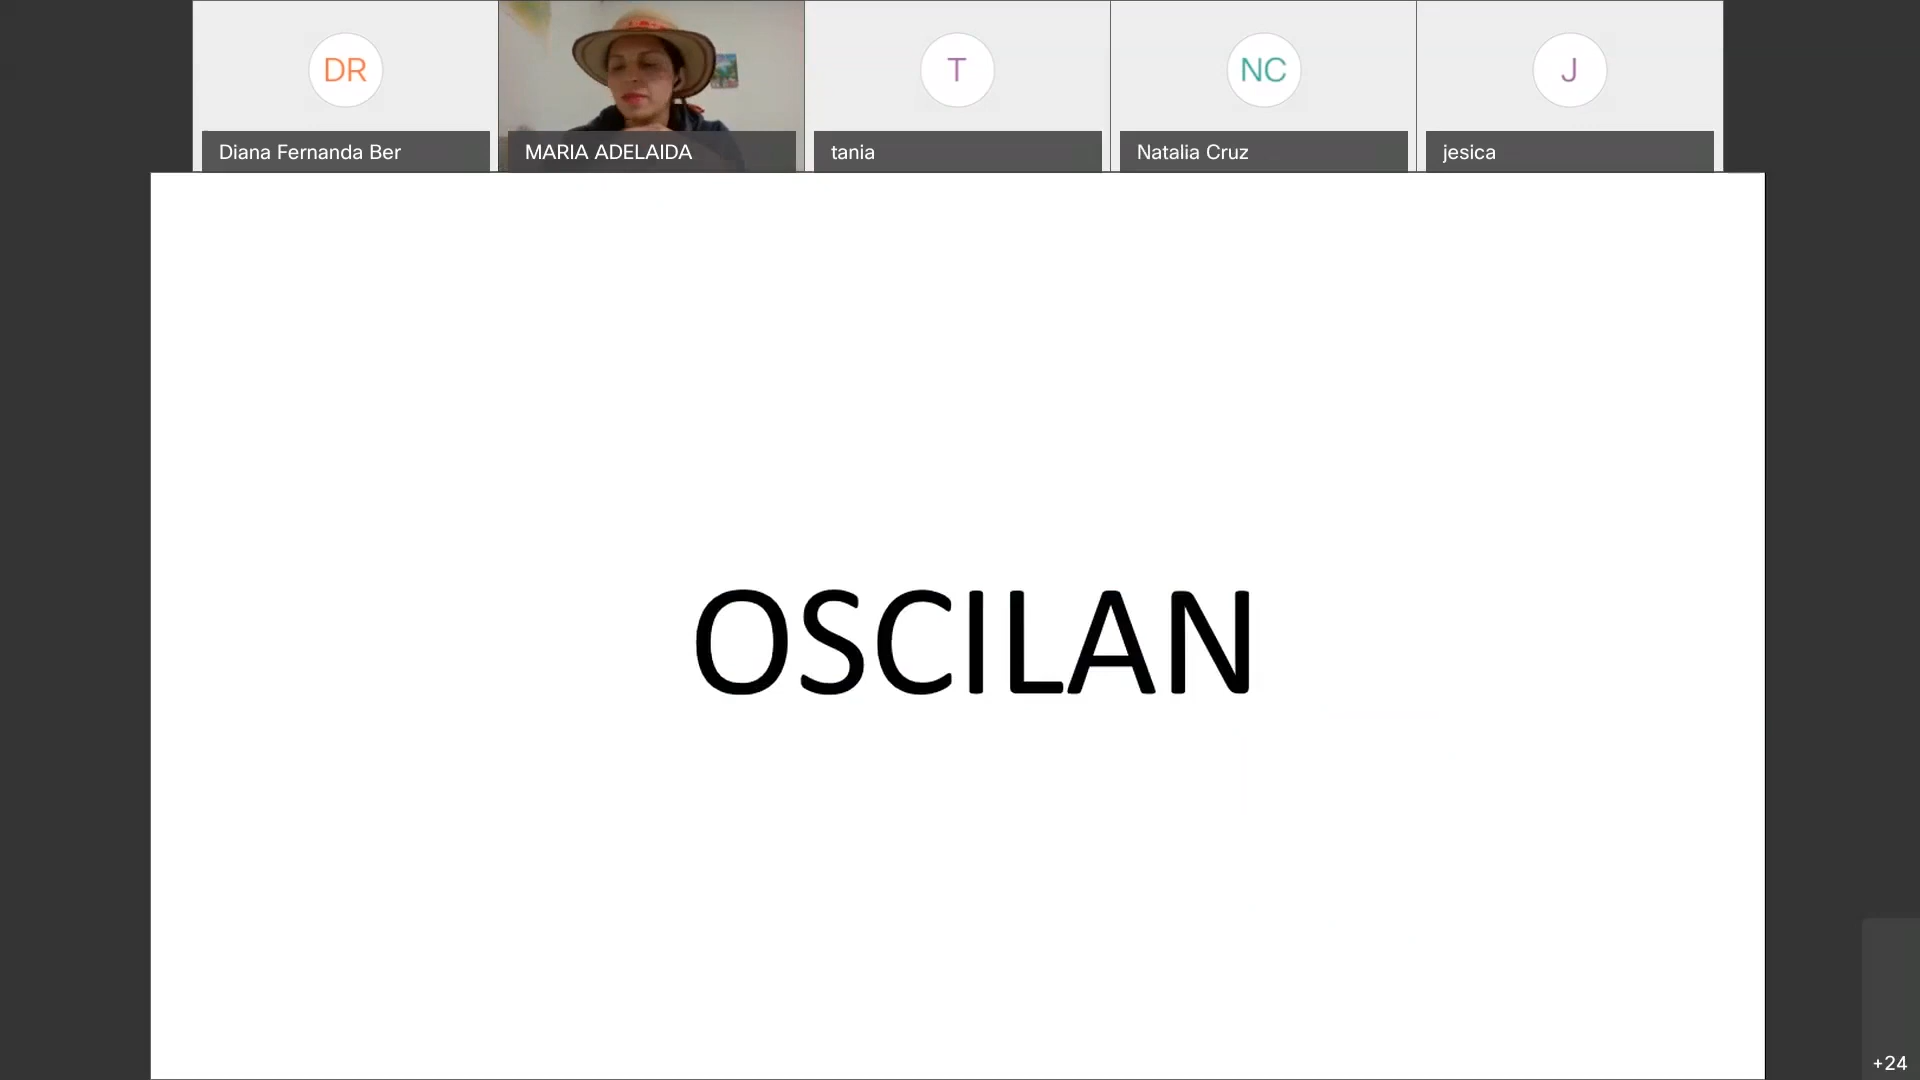 DR
T
NC
J
Diana Fernanda Ber
MARIA ADELAIDA
tania
Natalia Cruz
jesica
OSCILAN
+24